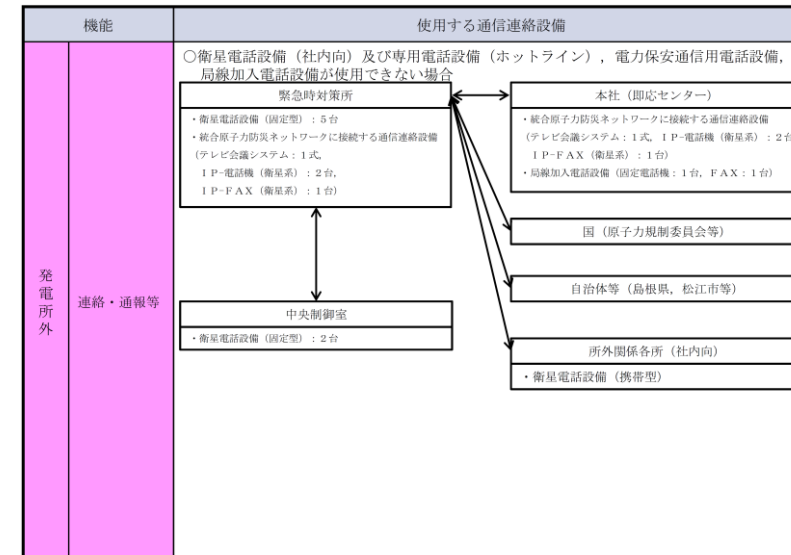 機能
使用する通信連絡設備
発電所外
連絡・通報等
○衛星電話設備（社内向）及び専用電話設備（ホットライン），電力保安通信用電話設備，
局線加入電話設備が使用できない場合
緊急時対策所
・衛星電話設備（固定型）：５台
・統合原子力防災ネットワークに接続する通信連絡設備
（テレビ会議システム：１式，
ＩＰ-電話機（衛星系）：２台，
ＩＰ-ＦＡＸ（衛星系）：１台）
中央制御室
・衛星電話設備（固定型）：２台
本社（即応センター）
・統合原子力防災ネットワークに接続する通信連絡設備
（テレビ会議システム：１式，ＩＰ-電話機（衛星系）：２台
ＩＰ-ＦＡＸ（衛星系）：１台）
・局線加入電話設備（固定電話機：１台，ＦＡＸ：１台）
国（原子力規制委員会等）
自治体等（島根県，松江市等）
所外関係各所（社内向）
・衛星電話設備（携帯型）